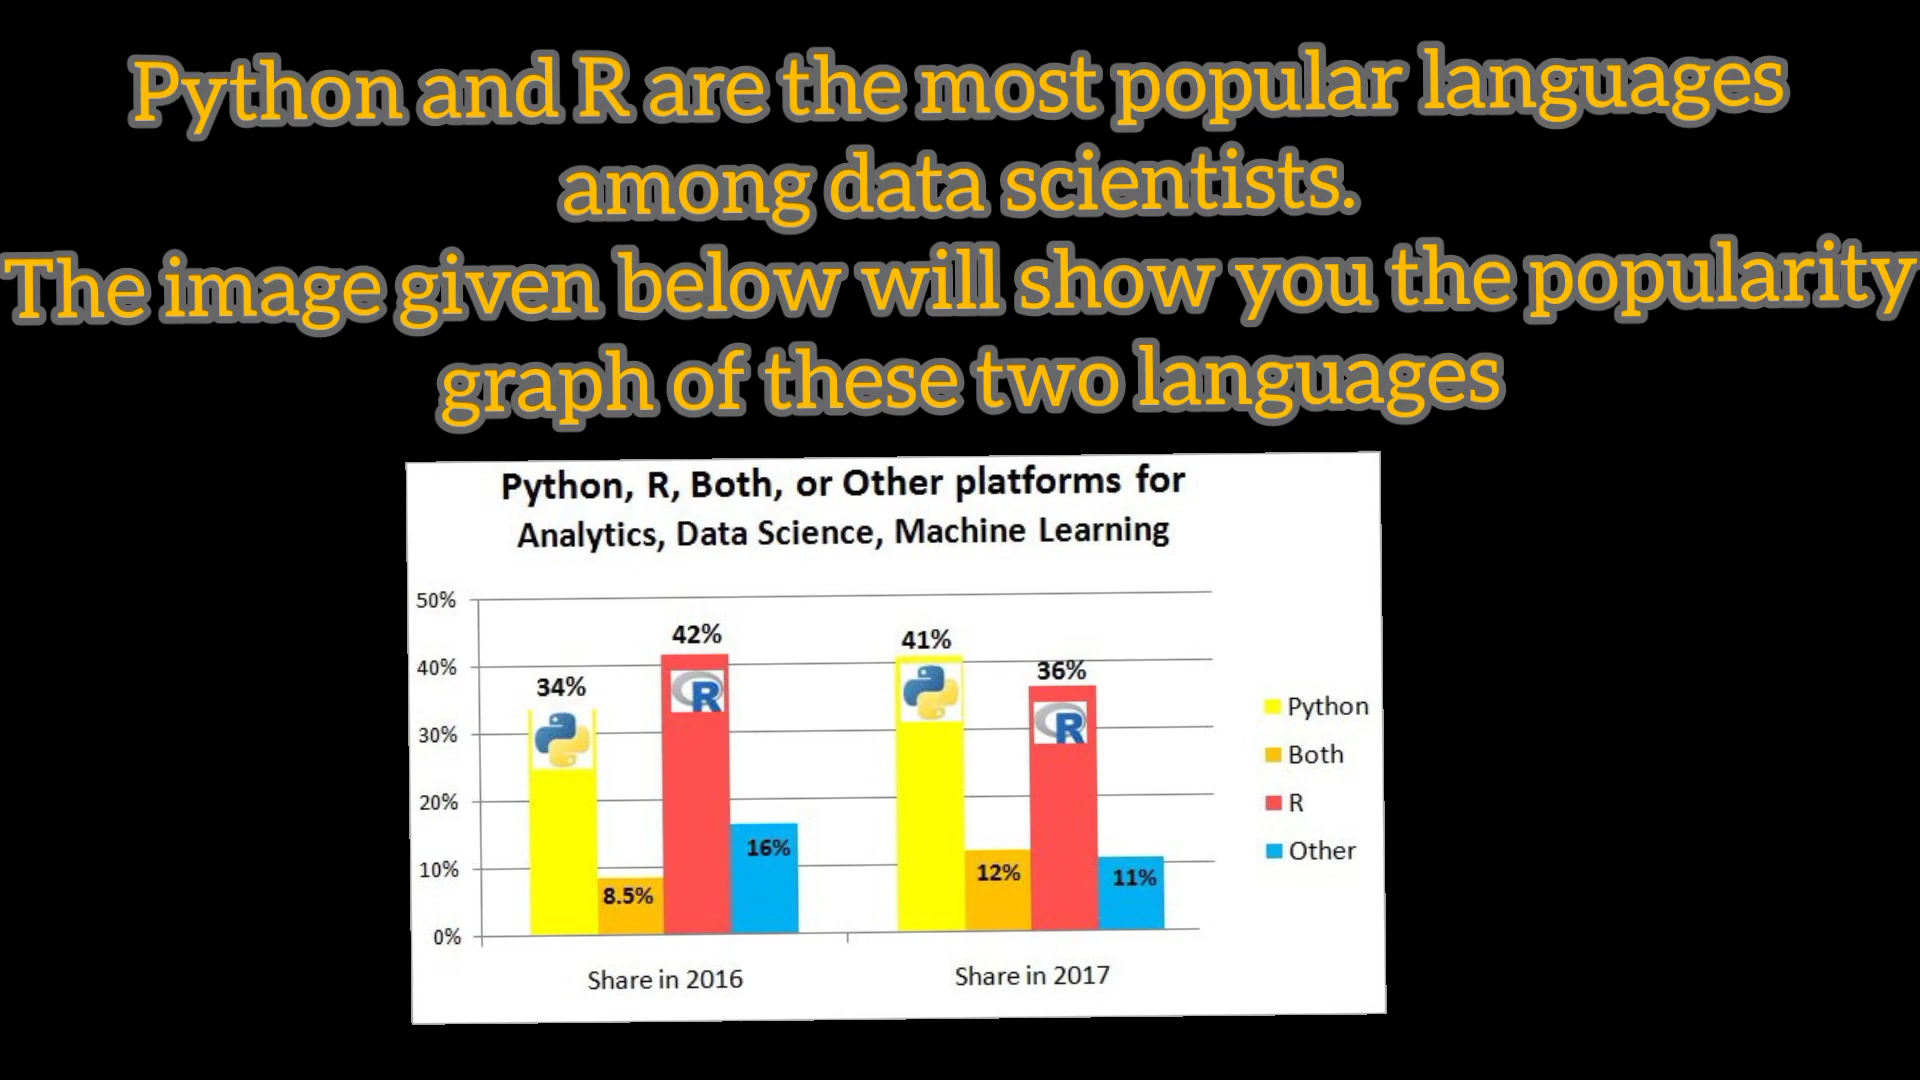 Python and R are the most popular languages
among data scientists.
The image given below will show you the popularity
graph of these two languages
Python, R, Both, or Other platforms for
Analytics, Data Science, Machine Learning
50%
40%
30%
20%
10%
0%
34%
8.5%
42%
R
16%
41%
12%
36%
R
11%
Share in 2016
Share in 2017
Python
Both
R
Other